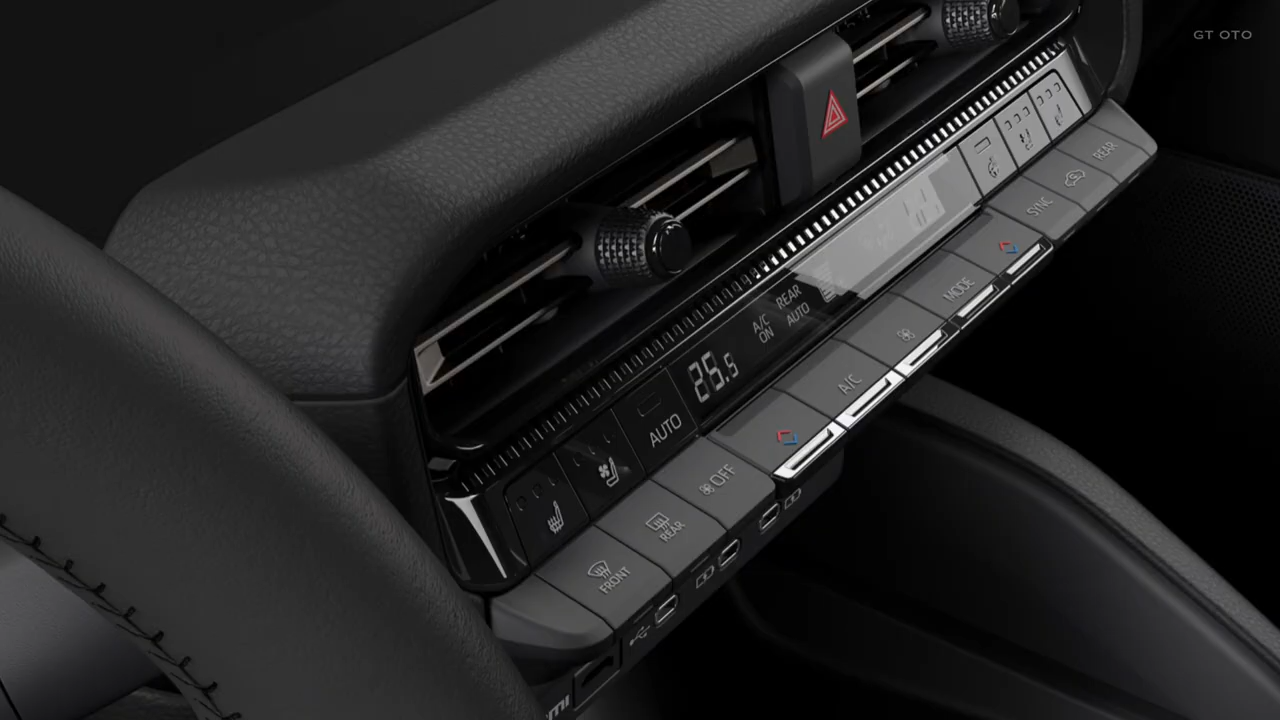 GT OTO
REAR
SYNC
MODE
A/C
REAR
A/C
ON
AUTO
25.5
AUTO
OFF
REAR
FRONT